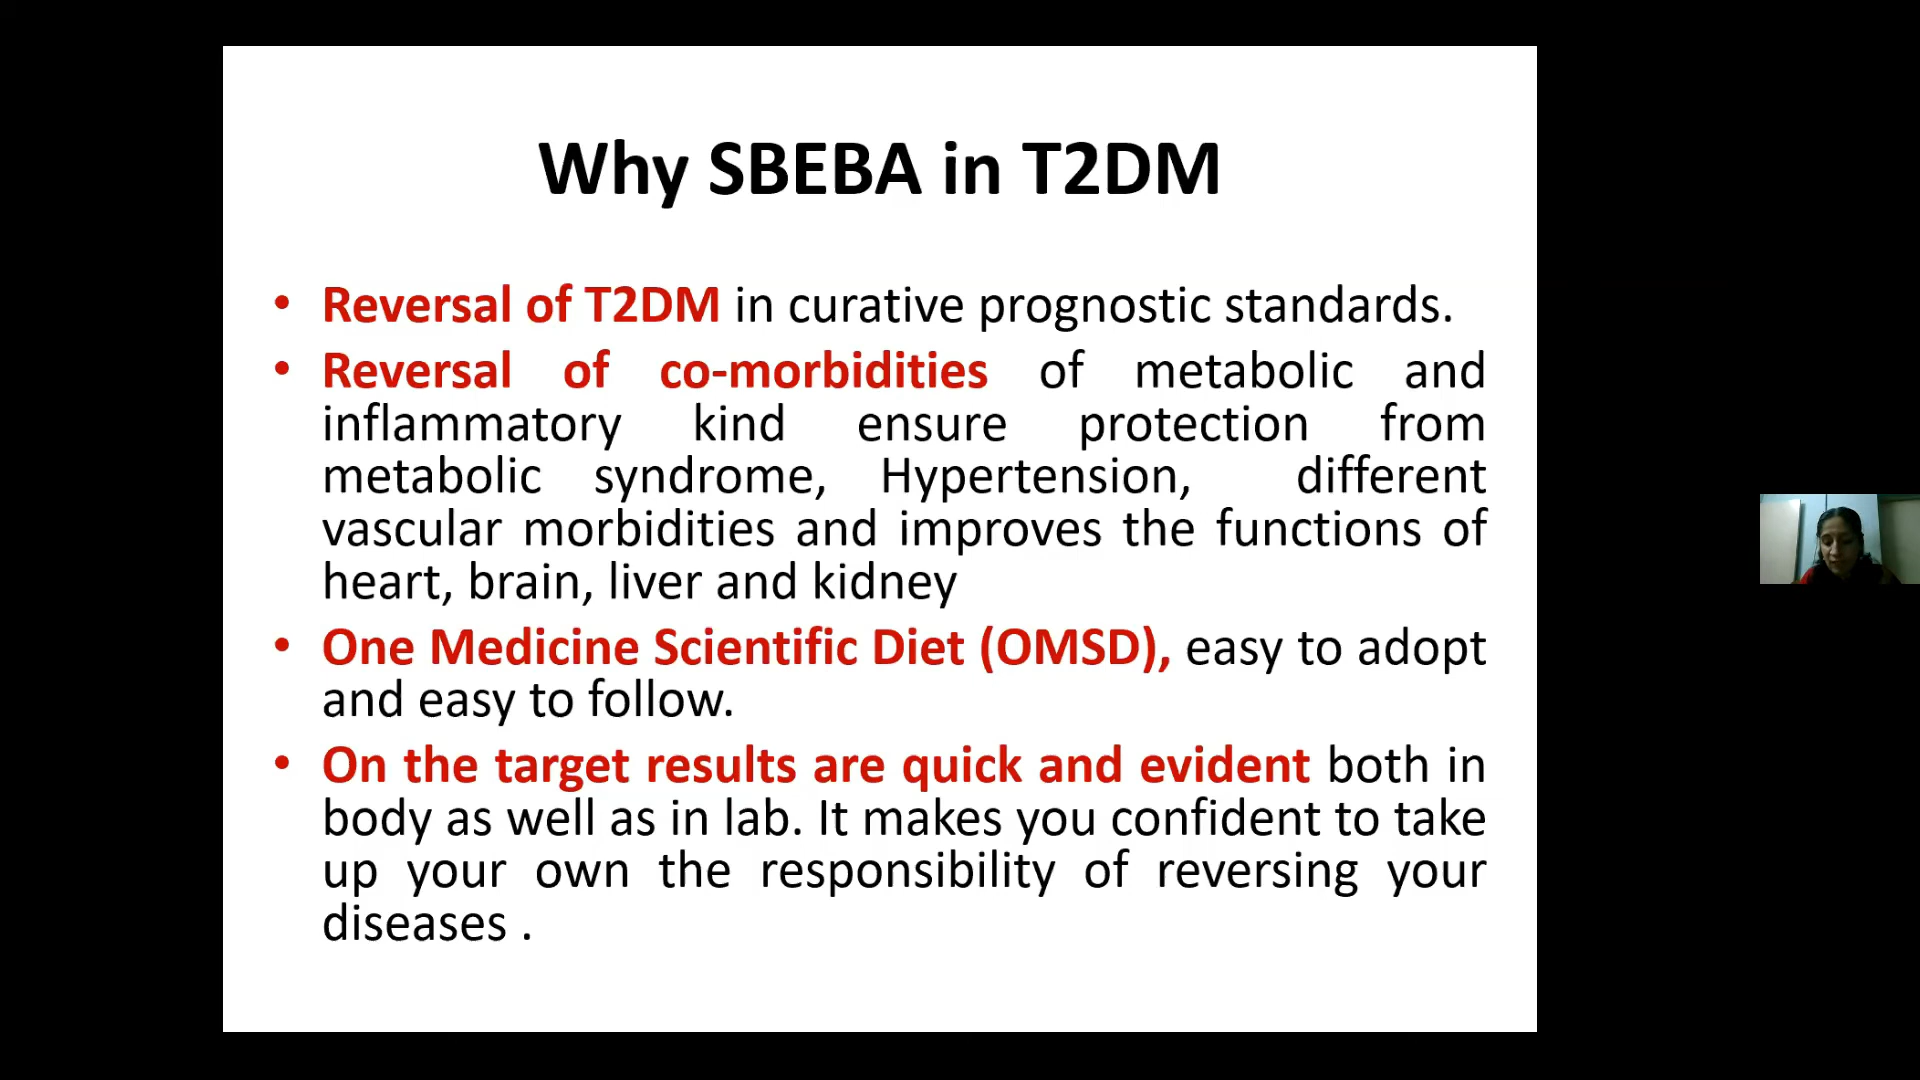 Why SBEBA in T2DM
• Reversal of T2DM in curative prognostic standards.
• Reversal of co-morbidities of metabolic and
inflammatory kind ensure protection from
metabolic syndrome, Hypertension, different
vascular morbidities and improves the functions of
heart, brain, liver and kidney
• One Medicine Scientific Diet (OMSD), easy to adopt
and easy to follow.
• On the target results are quick and evident both in
body as well as in lab. It makes you confident to take
up your own the responsibility of reversing your
diseases .